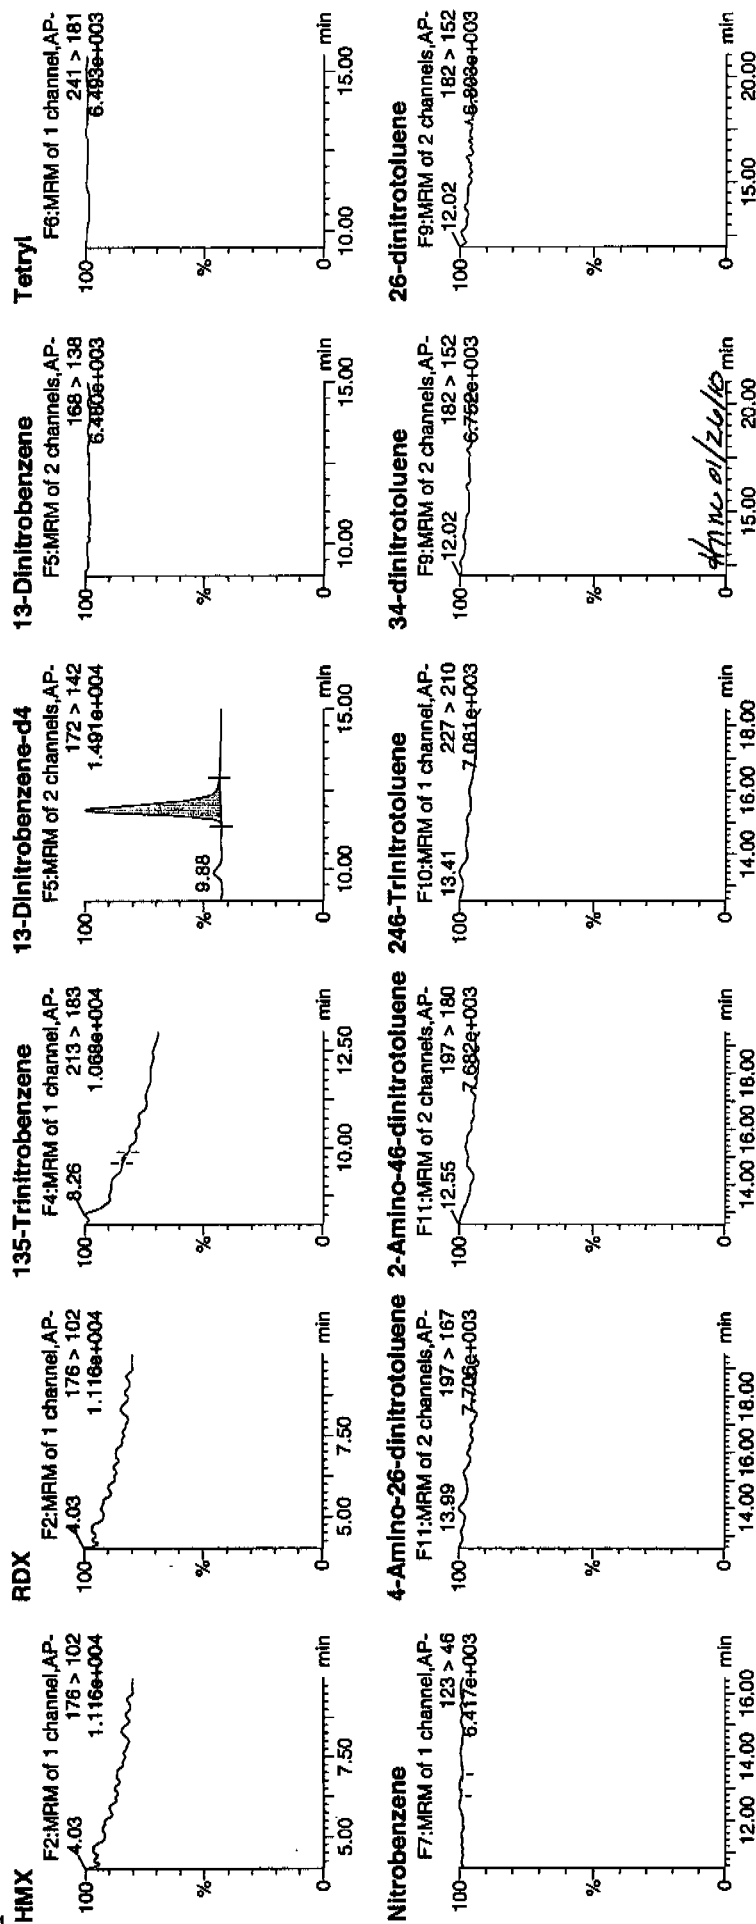 HMX
F2:MRM of 1 channel,AP-
176 > 102
1.116e+004
100
4.03
%
0
5.00 7.50 min
RDX
F2:MRM of 1 channel,AP-
176 > 102
1.116e+004
100
4.03
%
0
5.00 7.50 min
135-Trinitrobenzene
F4:MRM of 1 channel,AP-
213 > 183
1.068e+004
100
8.26
%
0
10.00 12.50 min
13-Dinitrobenzene-d4
F5:MRM of 2 channels,AP-
172 > 142
1.491e+004
100
9.88
%
0
10.00 15.00 min
13-Dinitrobenzene
F5:MRM of 2 channels,AP-
168 > 138
6.480e+003
100
%
0
10.00 15.00 min
Tetryl
F6:MRM of 1 channel,AP-
241 > 181
6.493e+003
100
%
0
10.00 15.00 min
Nitrobenzene
F7:MRM of 1 channel,AP-
123 > 46
6.417e+003
100
%
0
12.00 14.00 16.00 min
4-Amino-26-dinitrotoluene
F11:MRM of 2 channels,AP-
197 > 167
7.706e+003
100
13.99
%
0
14.00 16.00 18.00 min
2-Amino-46-dinitrotoluene
F11:MRM of 2 channels,AP-
197 > 180
7.682e+003
100
12.55
%
0
14.00 16.00 18.00 min
246-Trinitrotoluene
F10:MRM of 1 channel,AP-
227 > 210
7.081e+003
100
13.41
%
0
14.00 16.00 18.00 min
34-dinitrotoluene
F9:MRM of 2 channels,AP-
182 > 152
6.752e+003
100
12.02
%
0
15.00 20.00 min
01/26/10
26-dinitrotoluene
F9:MRM of 2 channels,AP-
182 > 152
100
12.02
%
0
15.00 20.00 min